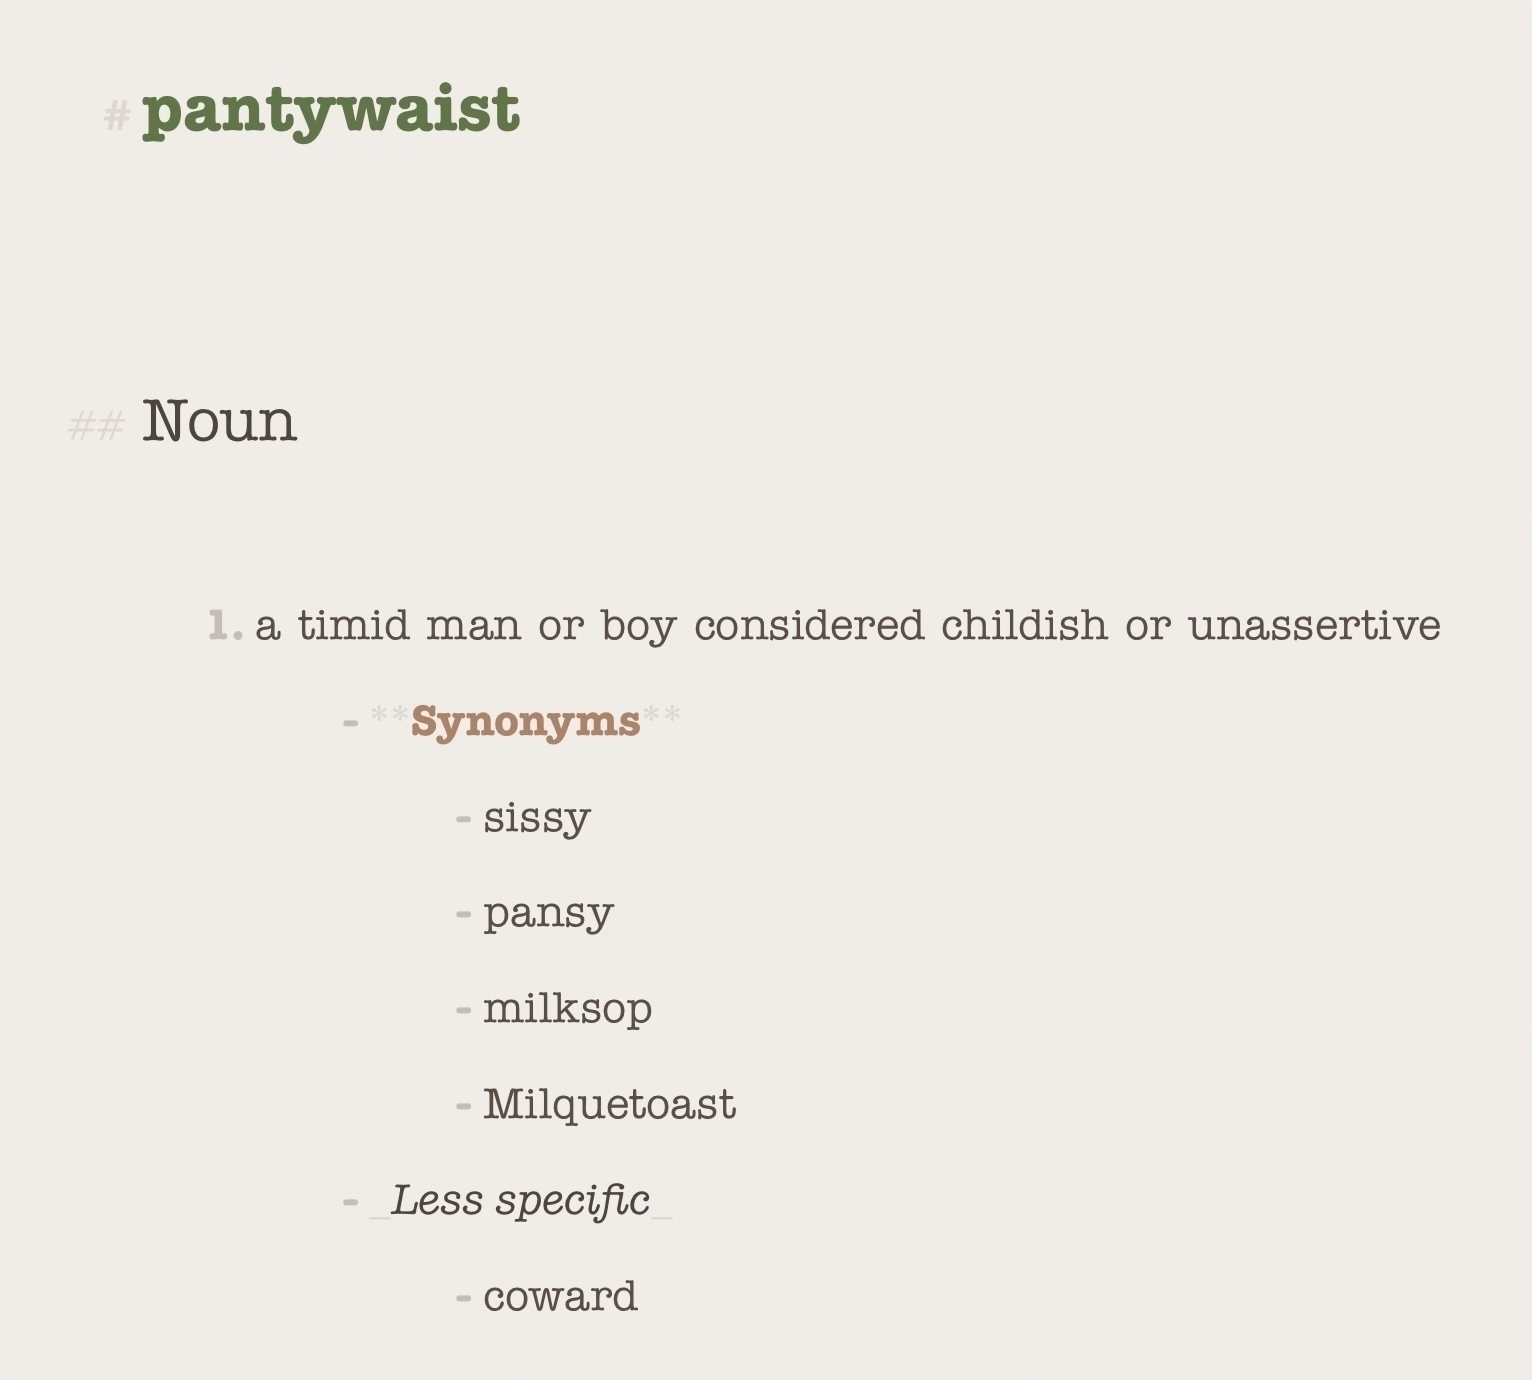 # pantywaist
## Noun
1. a timid man or boy considered childish or unassertive
- **Synonyms**
- sissy
- pansy
- milksop
- Milquetoast
- _Less specific_
- coward